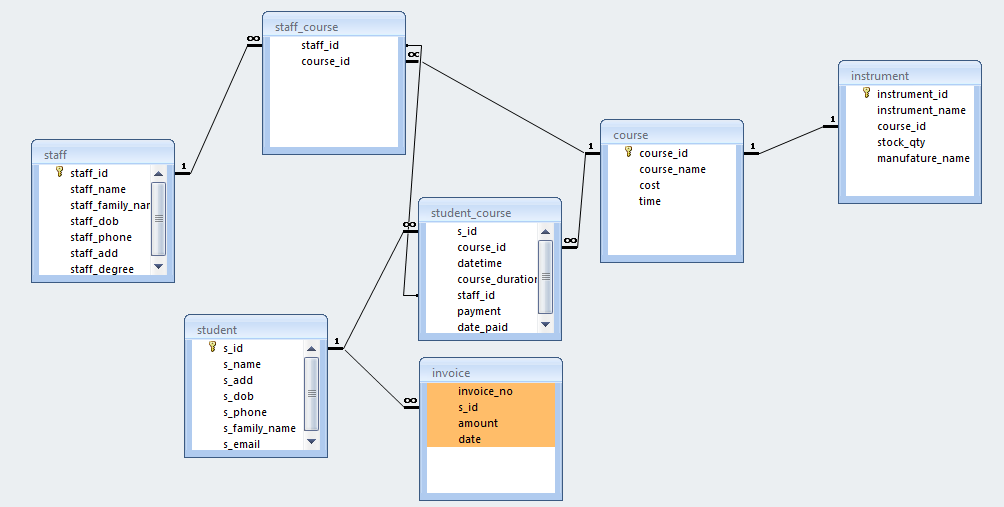 staff_course
staff_id
course_id
∞
∞
staff
1
staff_id
staff_name
staff_family_nar
staff_dob
staff_phone
staff_add
staff_degree
student_course
∞
∞
s_id
course_id
datetime
course_duration
staff_id
payment
date_paid
course
1
1
course_id
course_name
cost
time
instrument
1
instrument_id
instrument_name
course_id
stock_qty
manufature_name
student
1
s_id
s_name
s_add
s_dob
s_phone
s_family_name
s_email
invoice
∞
invoice_no
s_id
amount
date